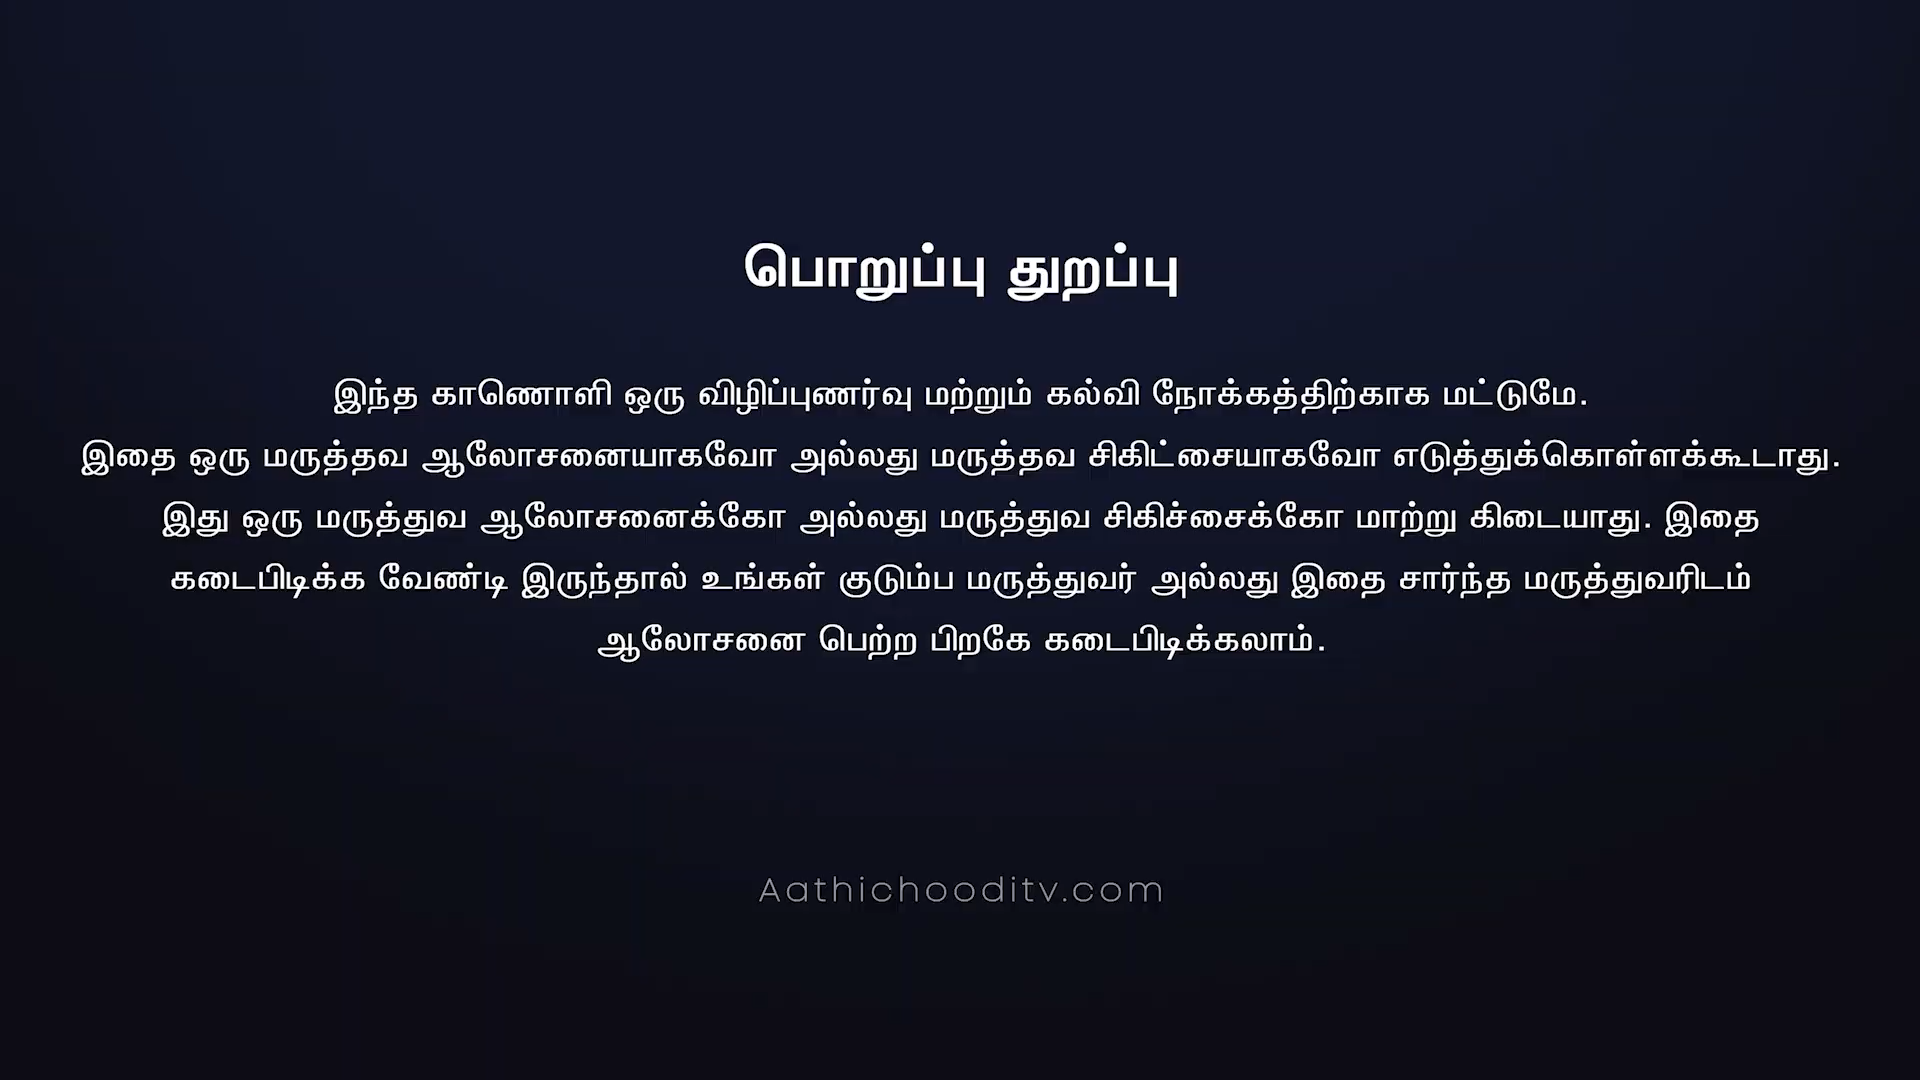 பொறுப்பு துறப்பு
இந்த காணொளி ஒரு விழிப்புணர்வு மற்றும் கல்வி நோக்கத்திற்காக மட்டுமே.
இதை ஒரு மருத்தவ ஆலோசனையாகவோ அல்லது மருத்தவ சிகிட்சையாகவோ எடுத்துக்கொள்ளக்கூடாது.
இது ஒரு மருத்துவ ஆலோசனைக்கோ அல்லது மருத்துவ சிகிச்சைக்கோ மாற்று கிடையாது. இதை
கடைபிடிக்க வேண்டி இருந்தால் உங்கள் குடும்ப மருத்துவர் அல்லது இதை சார்ந்த மருத்துவரிடம்
ஆலோசனை பெற்ற பிறகே கடைபிடிக்கலாம்.
Aathichooditv.com